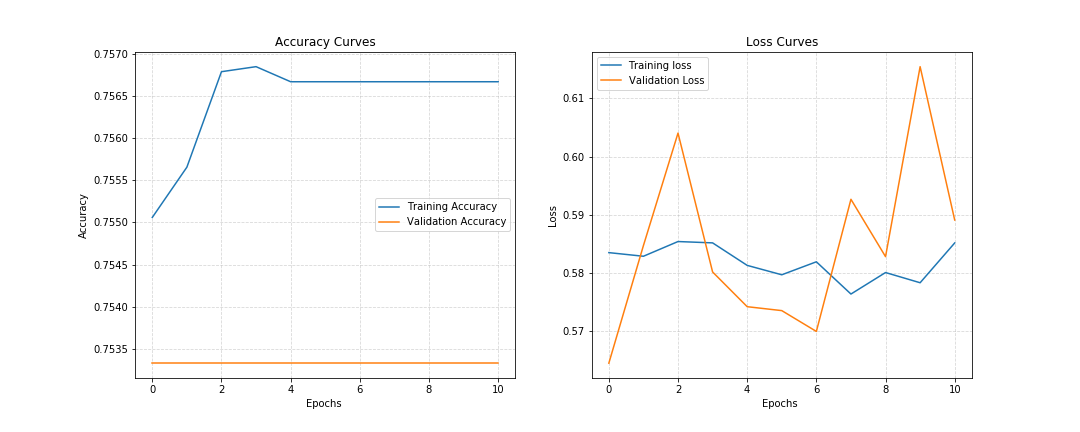 Accuracy Curves
0.7570
0.7565
0.7560
0.7555
0.7550
0.7545
0.7540
0.7535
Accuracy
Training Accuracy
Validation Accuracy
0 2 4 6 8 10
Epochs
Loss Curves
Training loss
Validation Loss
0.61
0.60
0.59
0.58
0.57
Loss
0 2 4 6 8 10
Epochs